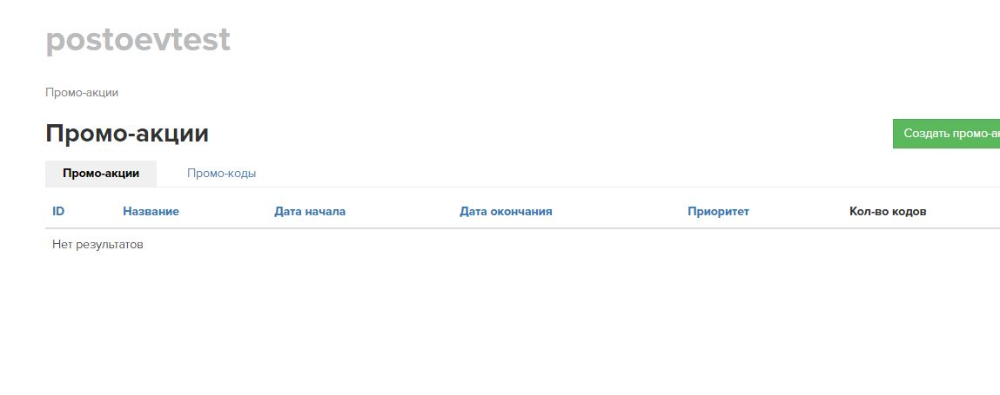 postoevtest
Промо-акции
Промо-акции
Создать промо-а
Промо-акции Промо-коды
ID Название Дата начала Дата окончания Приоритет Кол-во кодов
Нет результатов